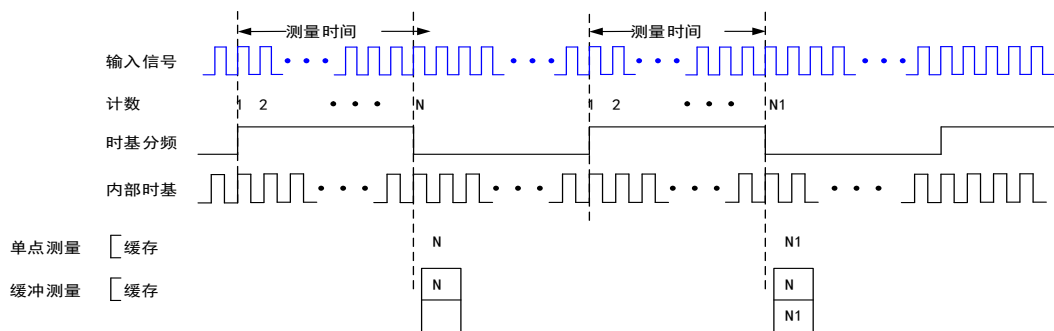 测量时间 测量时间
输入信号
计数 1 2 N 1 2 N1
时基分频
内部时基
单点测量 缓存 N N1
缓冲测量 缓存 N N
N1